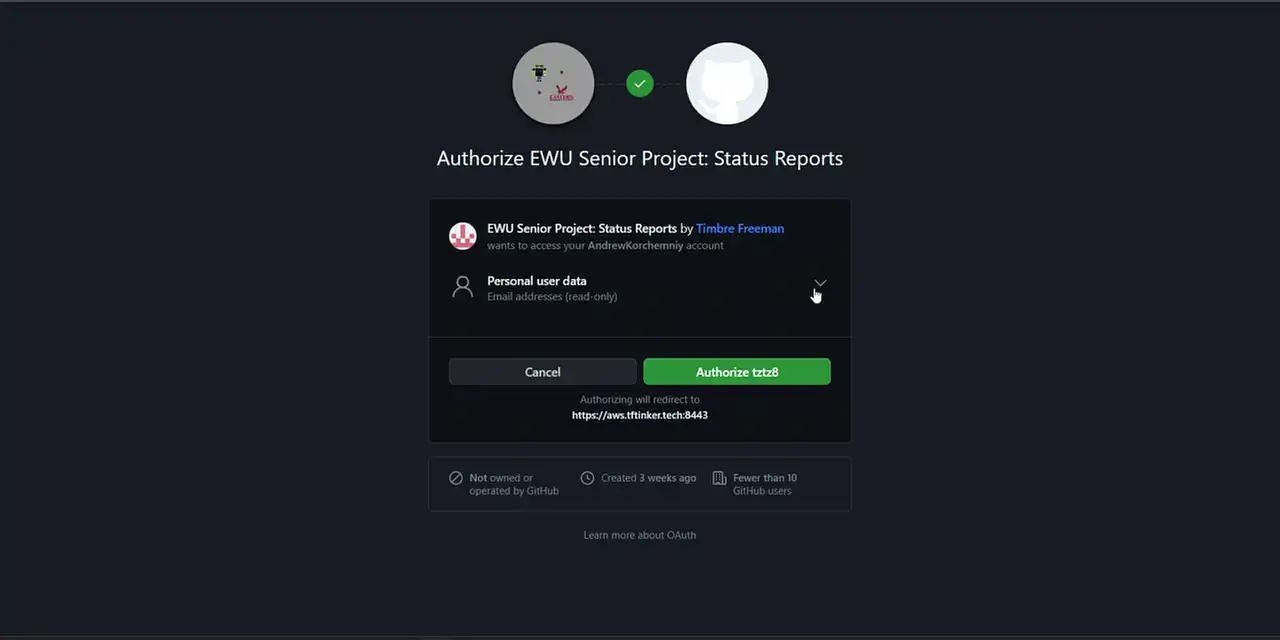 EASTERN
Authorize EWU Senior Project: Status Reports
EWU Senior Project: Status Reports by Timbre Freeman
wants to access your AndrewKorchemniy account
Personal user data
Email addresses (read-only)
Cancel
Authorize tztz8
Authorizing will redirect to
https://aws.tftinker.tech:8443
Not owned or
operated by GitHub
Created 3 weeks ago
Fewer than 10
GitHub users
Learn more about OAuth